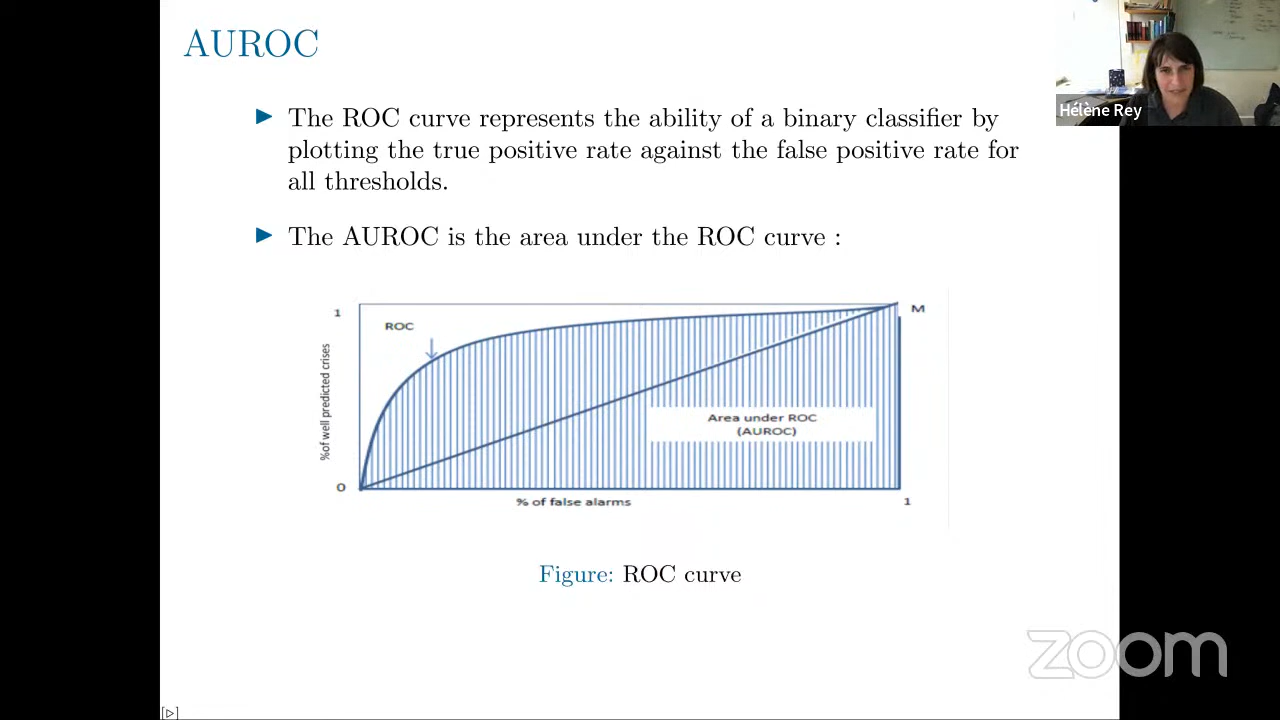 AUROC
Hélène Rey
▶ The ROC curve represents the ability of a binary classifier by
plotting the true positive rate against the false positive rate for
all thresholds.
▶ The AUROC is the area under the ROC curve :
1
M
ROC
%of well predicted crises
Area under ROC
(AUROC)
0
% of false alarms
1
Figure: ROC curve
zoom